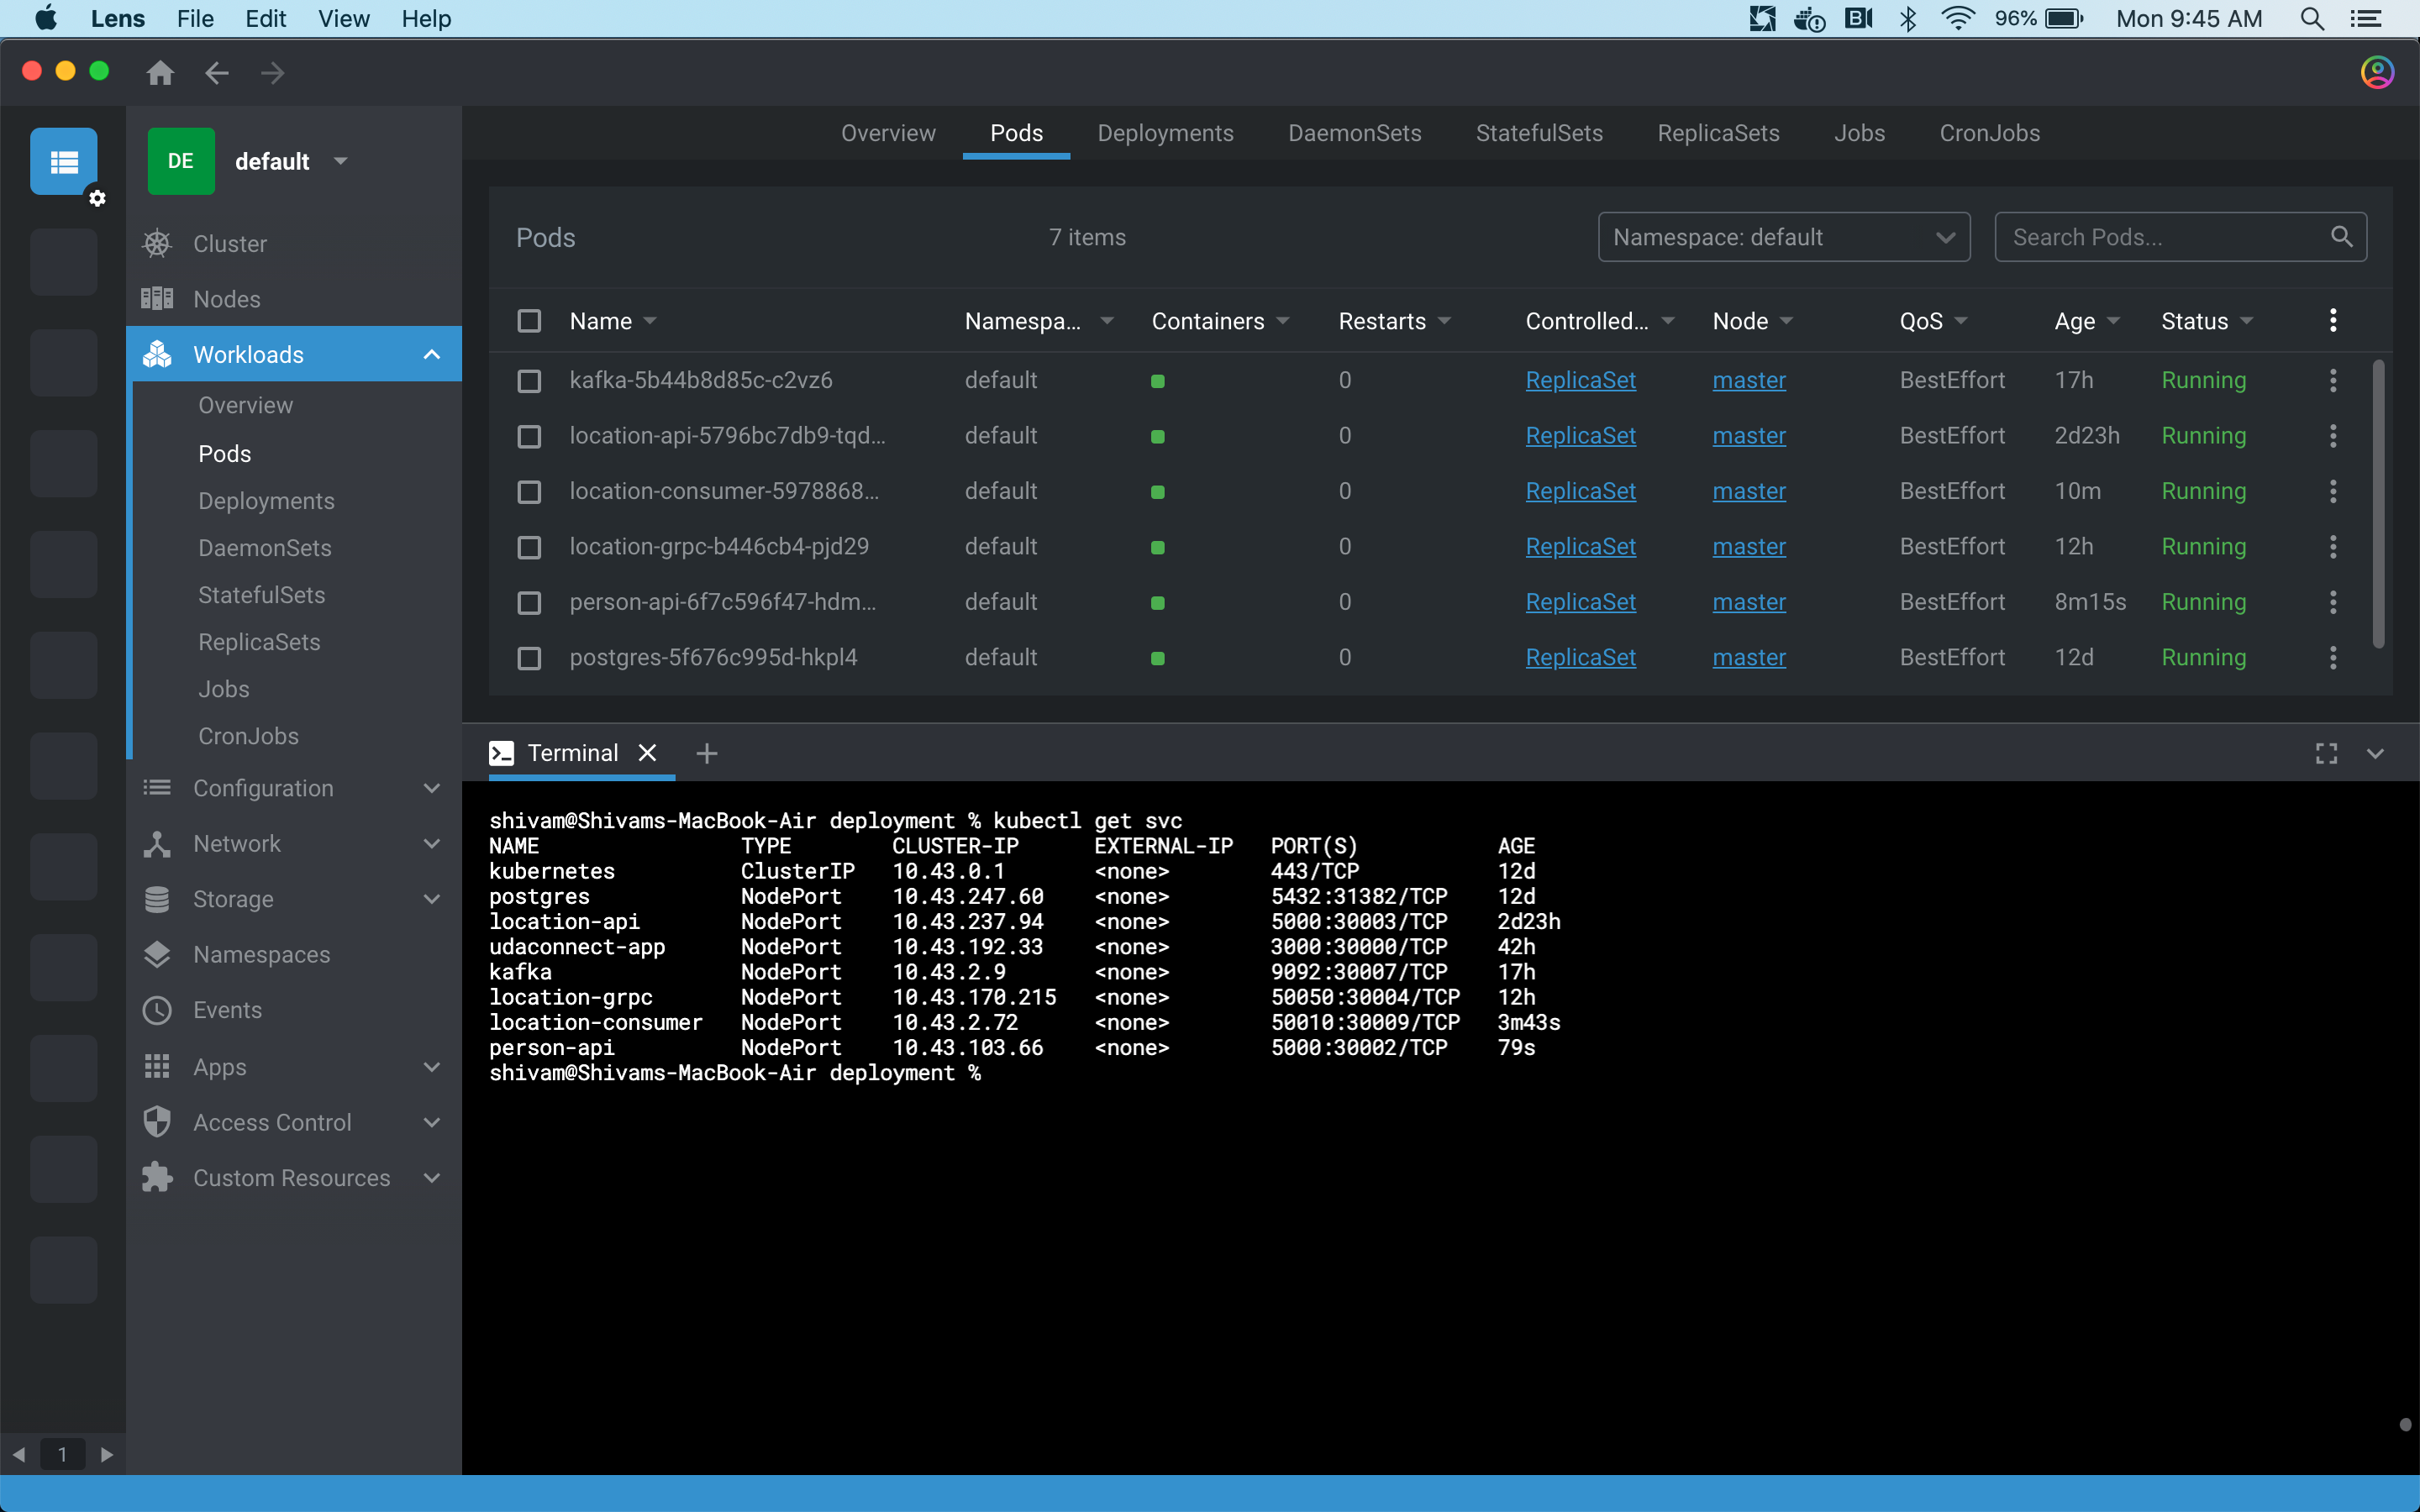 Lens File Edit View Help 96% Mon 9:45 AM
DE default
Overview Pods Deployments DaemonSets StatefulSets ReplicaSets Jobs CronJobs
Cluster
Nodes
Workloads
Overview
Pods
Deployments
DaemonSets
StatefulSets
ReplicaSets
Jobs
CronJobs
Configuration
Network
Storage
Namespaces
Events
Apps
Access Control
Custom Resources
1
Pods 7 items Namespace: default Search Pods...
Name Namespa... Containers Restarts Controlled... Node QoS Age Status
kafka-5b44b8d85c-c2vz6 default 0 ReplicaSet master BestEffort 17h Running
location-api-5796bc7db9-tqd... default 0 ReplicaSet master BestEffort 2d23h Running
location-consumer-5978868... default 0 ReplicaSet master BestEffort 10m Running
location-grpc-b446cb4-pjd29 default 0 ReplicaSet master BestEffort 12h Running
person-api-6f7c596f47-hdm... default 0 ReplicaSet master BestEffort 8m15s Running
postgres-5f676c995d-hkpl4 default 0 ReplicaSet master BestEffort 12d Running
Terminal
shivam@Shivams-MacBook-Air deployment % kubectl get svc
NAME TYPE CLUSTER-IP EXTERNAL-IP PORT(S) AGE
kubernetes ClusterIP 10.43.0.1 <none> 443/TCP 12d
postgres NodePort 10.43.247.60 <none> 5432:31382/TCP 12d
location-api NodePort 10.43.237.94 <none> 5000:30003/TCP 2d23h
udaconnect-app NodePort 10.43.192.33 <none> 3000:30000/TCP 42h
kafka NodePort 10.43.2.9 <none> 9092:30007/TCP 17h
location-grpc NodePort 10.43.170.215 <none> 50050:30004/TCP 12h
location-consumer NodePort 10.43.2.72 <none> 50010:30009/TCP 3m43s
person-api NodePort 10.43.103.66 <none> 5000:30002/TCP 79s
shivam@Shivams-MacBook-Air deployment %